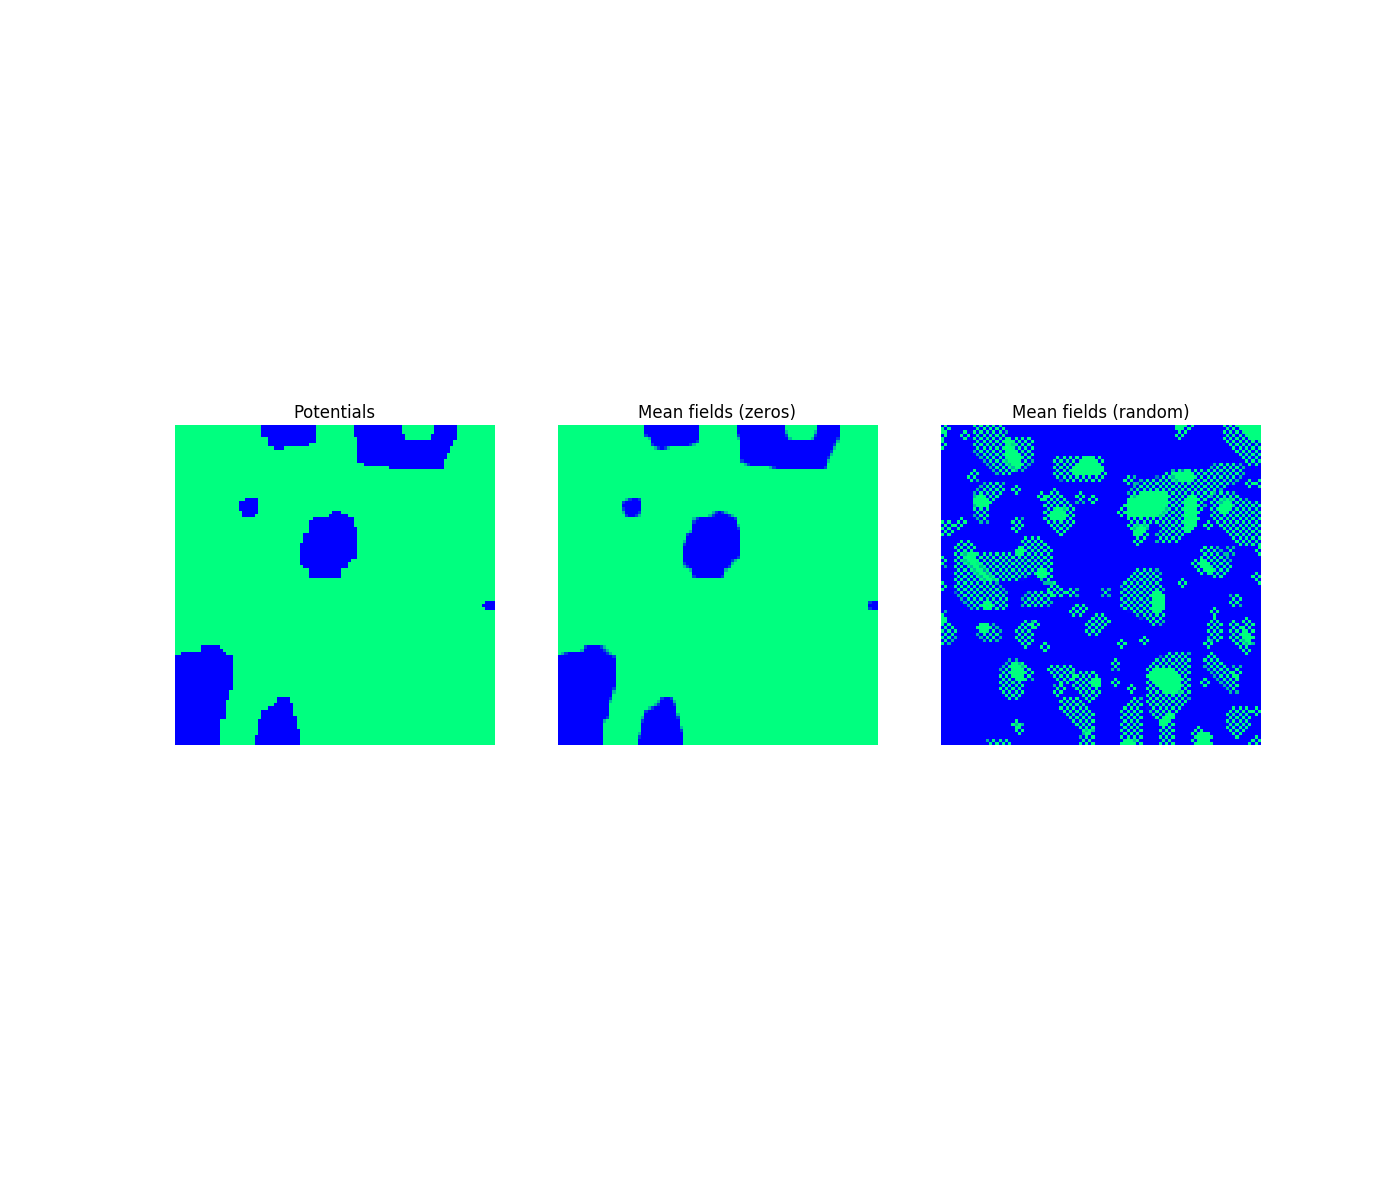 Potentials
Mean fields (zeros)
Mean fields (random)